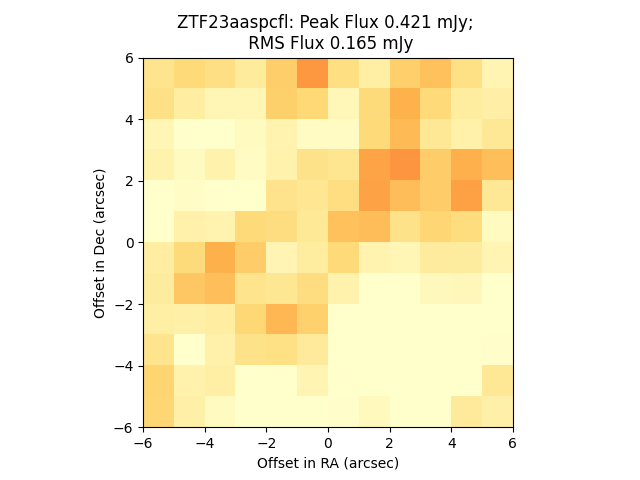 ZTF23aaspcfl: Peak Flux 0.421 mJy;
RMS Flux 0.165 mJy
6
4
2
0
−2
−4
−6
Offset in Dec (arcsec)
−6 −4 −2 0 2 4 6
Offset in RA (arcsec)